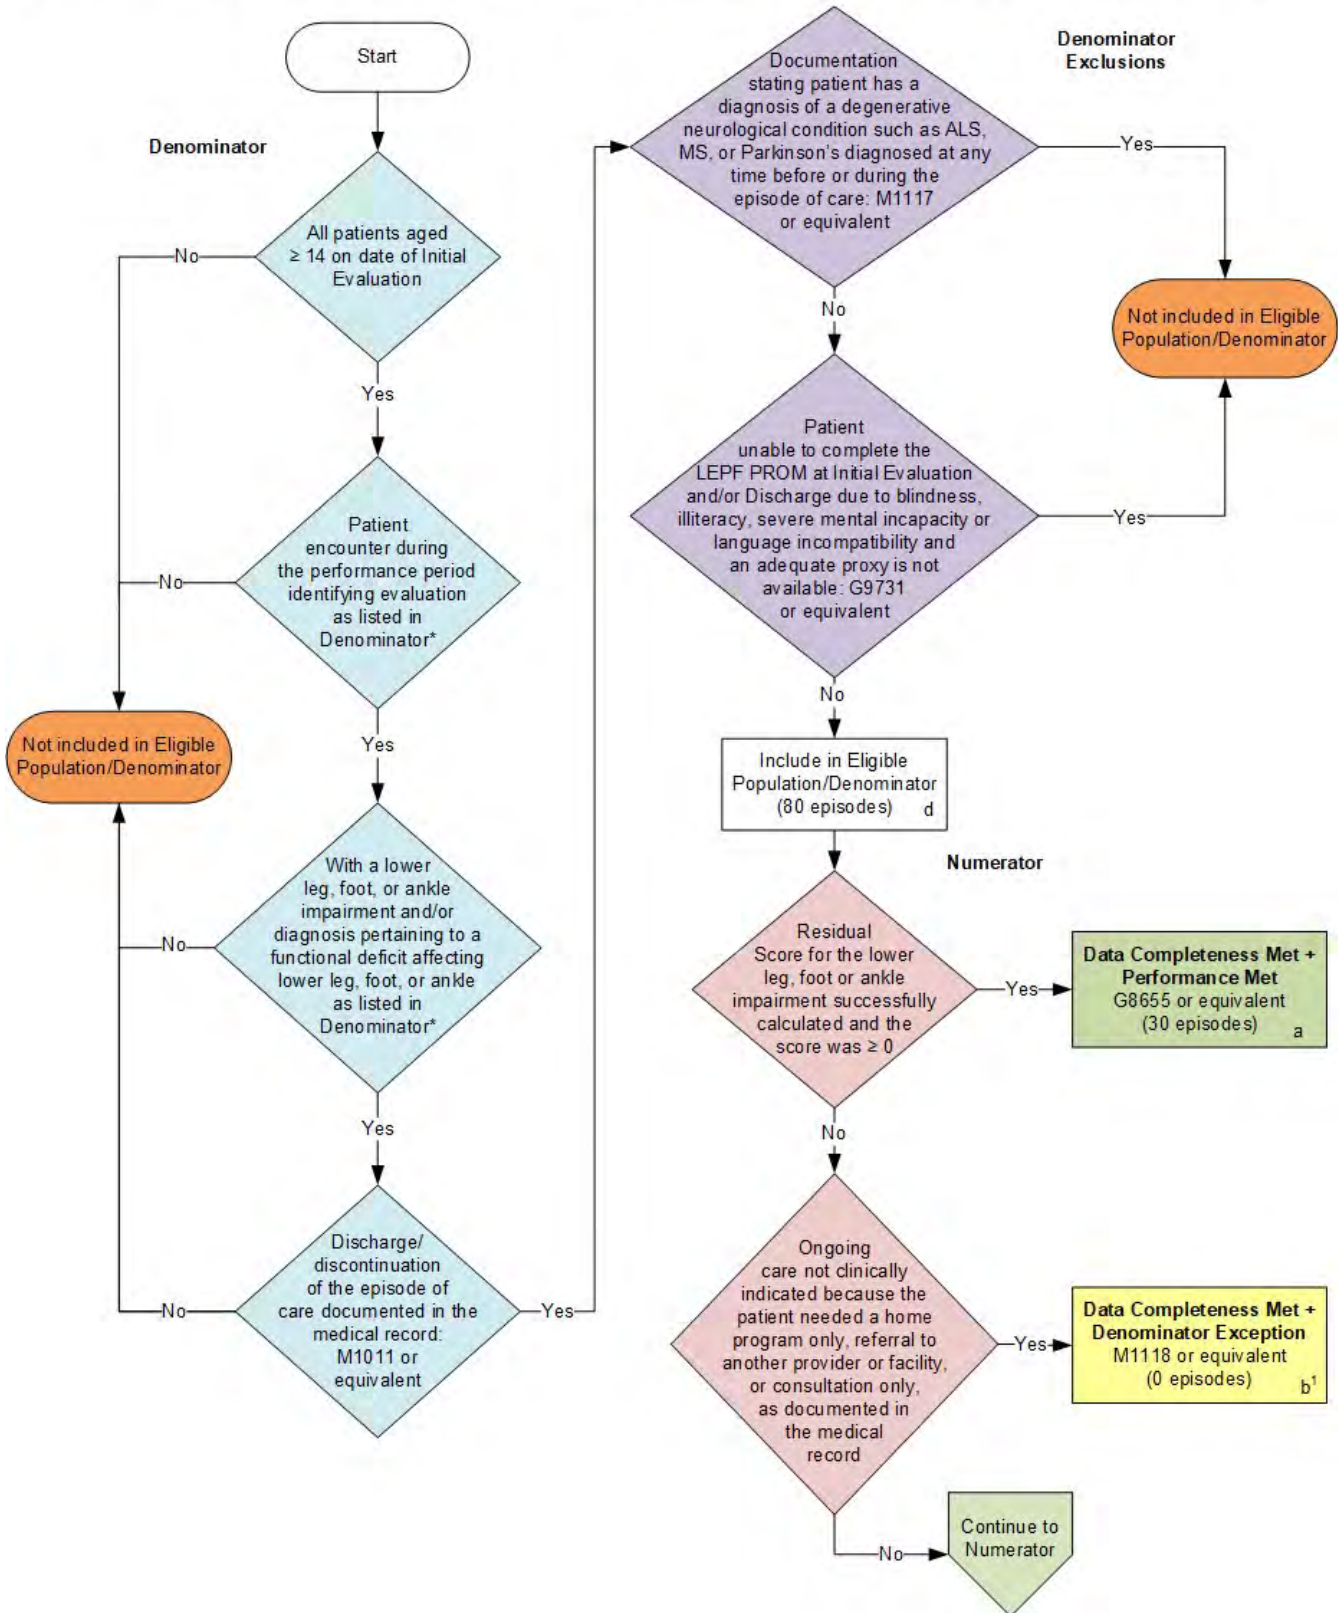 Start
Denominator
All patients aged
≥ 14 on date of Initial
Evaluation
No
Yes
Patient
encounter during
the performance period
identifying evaluation
as listed in
Denominator*
No
Yes
Not included in Eligible
Population/Denominator
With a lower
leg, foot, or ankle
impairment and/or
diagnosis pertaining to a
functional deficit affecting
lower leg, foot, or ankle
as listed in
Denominator*
No
Yes
Discharge/
discontinuation
of the episode of
care documented in the
medical record:
M1011 or
equivalent
No
Yes
Denominator
Exclusions
Documentation
stating patient has a
diagnosis of a degenerative
neurological condition such as ALS,
MS, or Parkinson's diagnosed at any
time before or during the
episode of care: M1117
or equivalent
Yes
No
Not included in Eligible
Population/Denominator
Patient
unable to complete the
LEPF PROM at Initial Evaluation
and/or Discharge due to blindness,
illiteracy, severe mental incapacity or
language incompatibility and
an adequate proxy is not
available: G9731
or equivalent
Yes
No
Include in Eligible
Population/Denominator
(80 episodes)
d
Numerator
Residual
Score for the lower
leg, foot or ankle
impairment successfully
calculated and the
score was ≥ 0
Yes
Data Completeness Met +
Performance Met
G8655 or equivalent
(30 episodes)
a
No
Ongoing
care not clinically
indicated because the
patient needed a home
program only, referral to
another provider or facility,
or consultation only,
as documented in
the medical
record
Yes
Data Completeness Met +
Denominator Exception
M1118 or equivalent
(0 episodes)
b¹
No
Continue to
Numerator